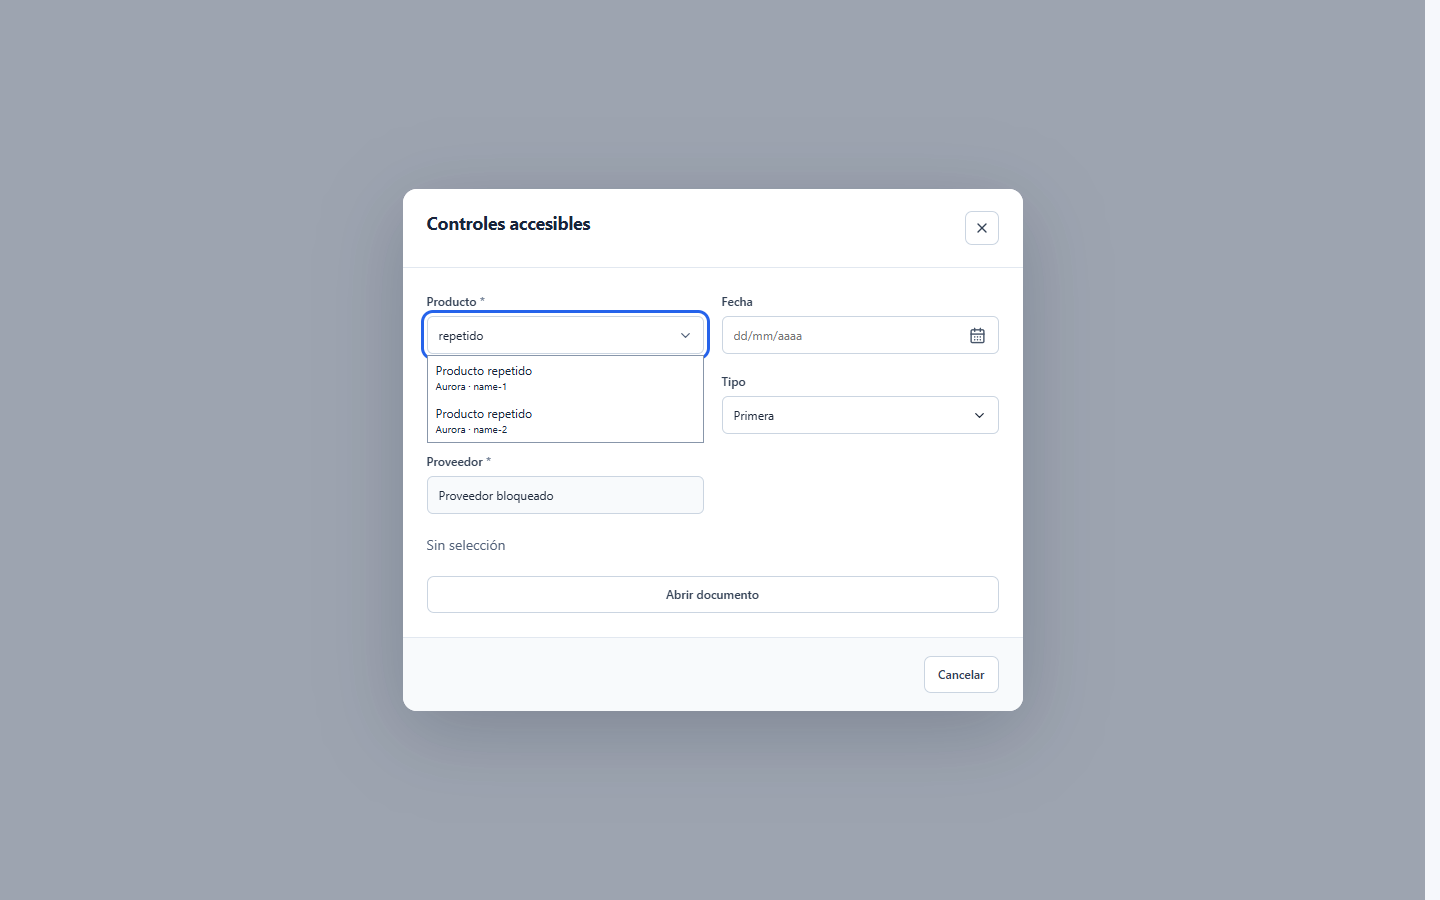 Controles accesibles
Producto *
repetido
Producto repetido
Aurora · name-1
Producto repetido
Aurora · name-2
Fecha
dd/mm/aaaa
Tipo
Primera
Proveedor *
Proveedor bloqueado
Sin selección
Abrir documento
Cancelar